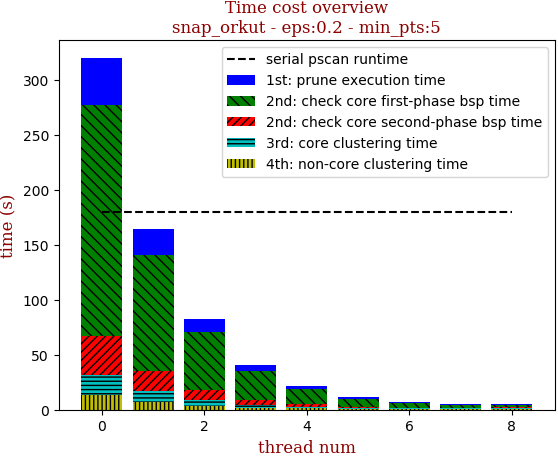 Time cost overview
snap_orkut - eps:0.2 - min_pts:5
serial pscan runtime
1st: prune execution time
2nd: check core first-phase bsp time
2nd: check core second-phase bsp time
3rd: core clustering time
4th: non-core clustering time
time (s)
300
250
200
150
100
50
0
0 2 4 6 8
thread num